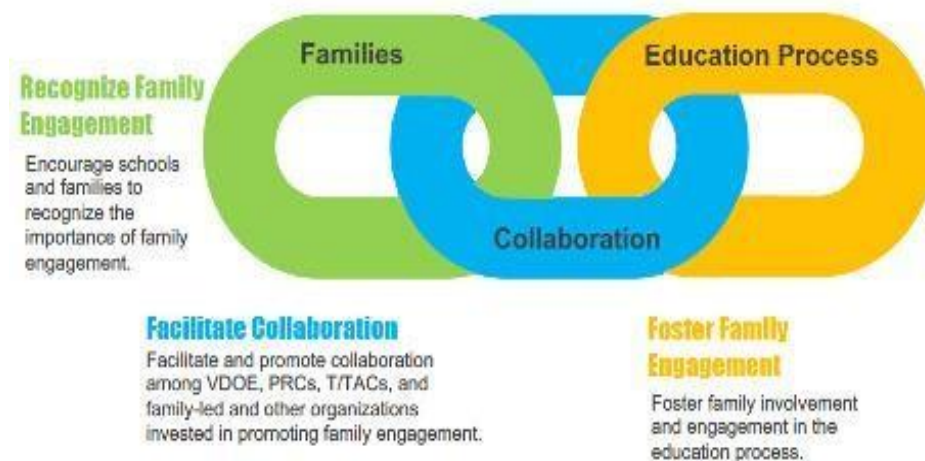 Families
Education Process
Collaboration
Recognize Family
Engagement
Encourage schools
and families to
recognize the
importance of family
engagement.
Facilitate Collaboration
Facilitate and promote collaboration
among VDOE, PRCs, T/TACs, and
family-led and other organizations
invested in promoting family engagement.
Foster Family
Engagement
Foster family involvement
and engagement in the
education process.